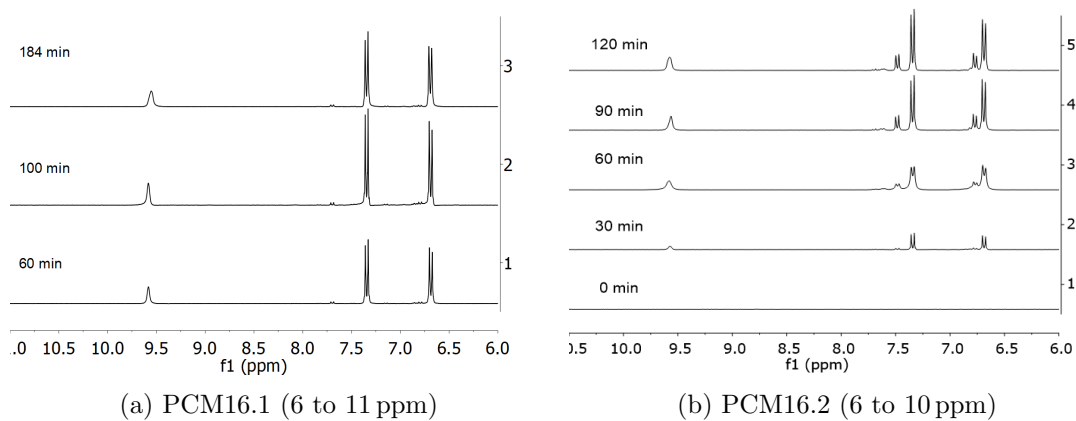 184 min
3
100 min
2
60 min
1
.0 10.5 10.0 9.5 9.0 8.5 8.0 7.5 7.0 6.5 6.0
f1 (ppm)
(a) PCM16.1 (6 to 11 ppm)
120 min
5
90 min
4
60 min
3
30 min
2
0 min
1
0.5 10.0 9.5 9.0 8.5 8.0 7.5 7.0 6.5 6.0
f1 (ppm)
(b) PCM16.2 (6 to 10 ppm)